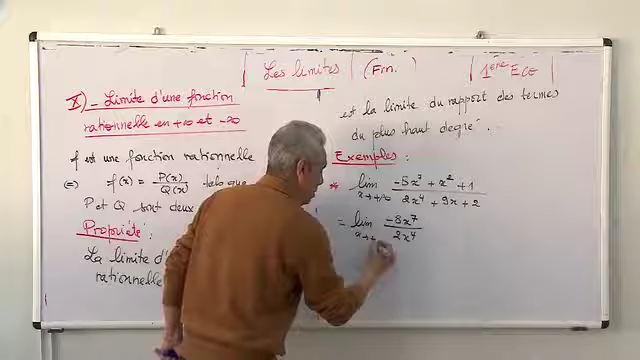 Les limites
(Fin.)
1ère Eco
X)- Limite d'une fonction
rationnelle en +∞ et -∞
f est une fonction rationnelle
⇔ f(x) = P(x)/Q(x) tels que
P et Q sont deux
Propriété :
La limite d'
rationnelle
est la limite du rapport des termes
du plus haut degré.
Exemples :
* lim x→+∞ (-5x⁷ + x² + 1)/(2x⁴ + 9x + 2)
= lim (-8x⁷)/(2x⁴)